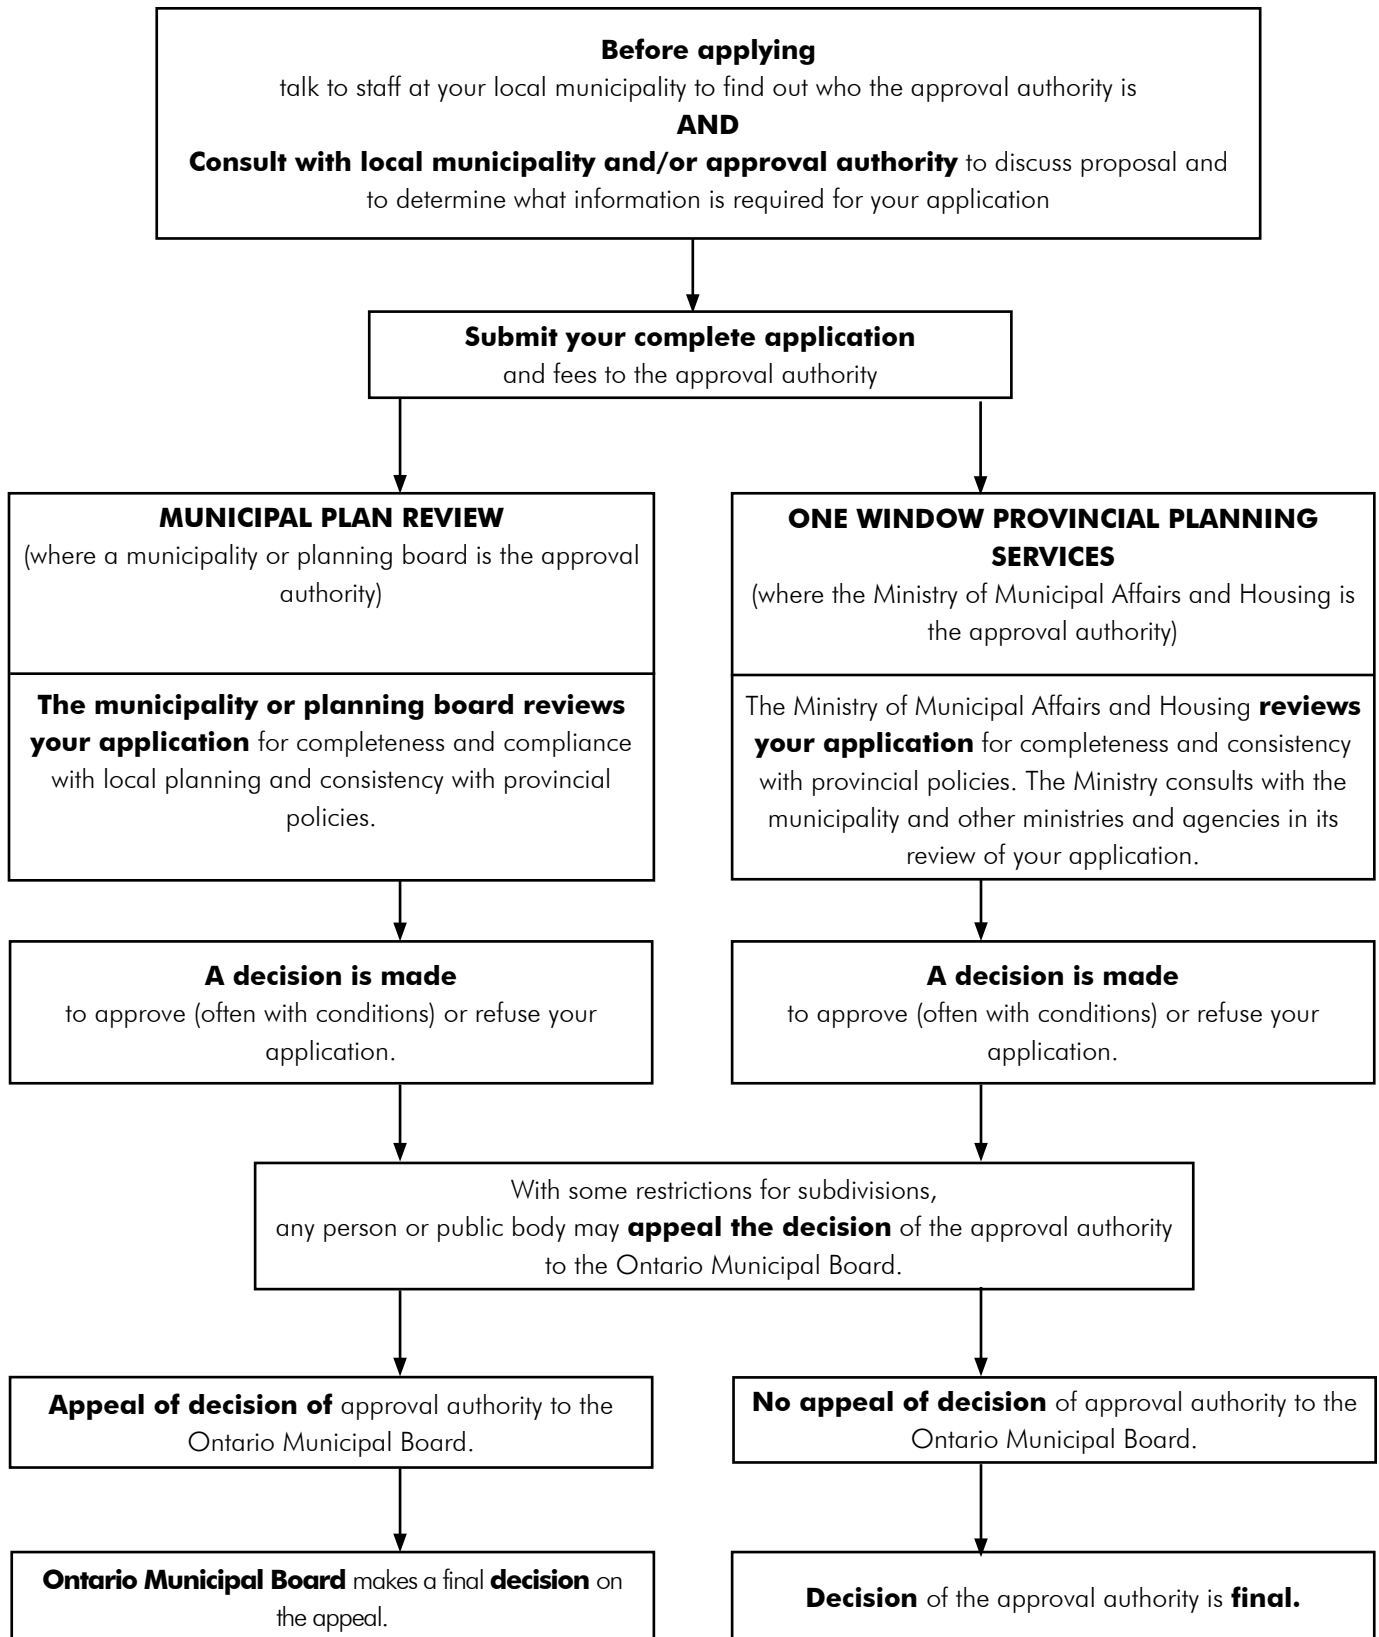 Before applying
talk to staff at your local municipality to find out who the approval authority is
AND
Consult with local municipality and/or approval authority to discuss proposal and
to determine what information is required for your application
Submit your complete application
and fees to the approval authority
MUNICIPAL PLAN REVIEW
(where a municipality or planning board is the approval
authority)
The municipality or planning board reviews
your application for completeness and compliance
with local planning and consistency with provincial
policies.
ONE WINDOW PROVINCIAL PLANNING
SERVICES
(where the Ministry of Municipal Affairs and Housing is
the approval authority)
The Ministry of Municipal Affairs and Housing reviews
your application for completeness and consistency
with provincial policies. The Ministry consults with the
municipality and other ministries and agencies in its
review of your application.
A decision is made
to approve (often with conditions) or refuse your
application.
A decision is made
to approve (often with conditions) or refuse your
application.
With some restrictions for subdivisions,
any person or public body may appeal the decision of the approval authority
to the Ontario Municipal Board.
Appeal of decision of approval authority to the
Ontario Municipal Board.
No appeal of decision of approval authority to the
Ontario Municipal Board.
Ontario Municipal Board makes a final decision on
the appeal.
Decision of the approval authority is final.